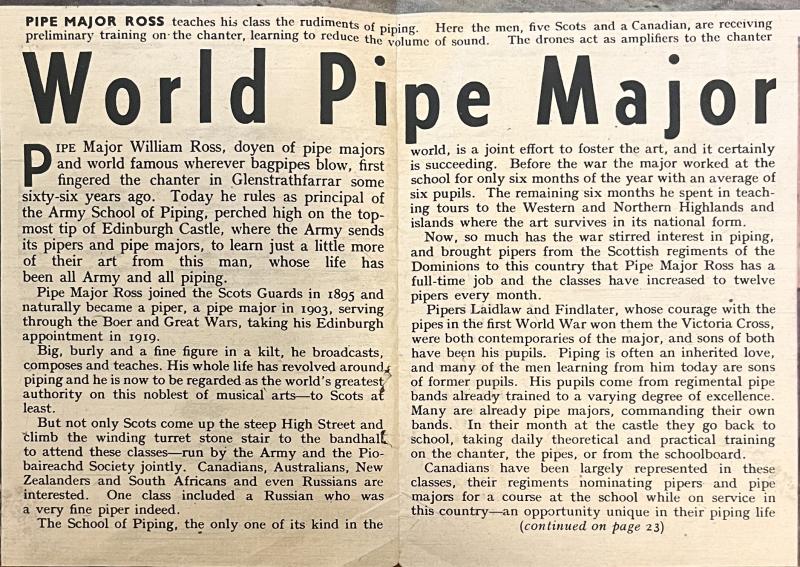 PIPE MAJOR ROSS teaches his class the rudiments of piping. Here the men, five Scots and a Canadian, are receiving
preliminary training on the chanter, learning to reduce the volume of sound. The drones act as amplifiers to the chanter
World Pipe Major
PIPE Major William Ross, doyen of pipe majors
and world famous wherever bagpipes blow, first
fingered the chanter in Glenstrathfarrar some
sixty-six years ago. Today he rules as principal of
the Army School of Piping, perched high on the top-
most tip of Edinburgh Castle, where the Army sends
its pipers and pipe majors, to learn just a little more
of their art from this man, whose life has
been all Army and all piping.
Pipe Major Ross joined the Scots Guards in 1895 and
naturally became a piper, a pipe major in 1903, serving
through the Boer and Great Wars, taking his Edinburgh
appointment in 1919.
Big, burly and a fine figure in a kilt, he broadcasts,
composes and teaches. His whole life has revolved around
piping and he is now to be regarded as the world's greatest
authority on this noblest of musical arts—to Scots at
least.
But not only Scots come up the steep High Street and
climb the winding turret stone stair to the bandhall
to attend these classes—run by the Army and the Pio-
baireachd Society jointly. Canadians, Australians, New
Zealanders and South Africans and even Russians are
interested. One class included a Russian who was
a very fine piper indeed.
The School of Piping, the only one of its kind in the
world, is a joint effort to foster the art, and it certainly
is succeeding. Before the war the major worked at the
school for only six months of the year with an average of
six pupils. The remaining six months he spent in teach-
ing tours to the Western and Northern Highlands and
islands where the art survives in its national form.
Now, so much has the war stirred interest in piping,
and brought pipers from the Scottish regiments of the
Dominions to this country that Pipe Major Ross has a
full-time job and the classes have increased to twelve
pipers every month.
Pipers Laidlaw and Findlater, whose courage with the
pipes in the first World War won them the Victoria Cross,
were both contemporaries of the major, and sons of both
have been his pupils. Piping is often an inherited love,
and many of the men learning from him today are sons
of former pupils. His pupils come from regimental pipe
bands already trained to a varying degree of excellence.
Many are already pipe majors, commanding their own
bands. In their month at the castle they go back to
school, taking daily theoretical and practical training
on the chanter, the pipes, or from the schoolboard.
Canadians have been largely represented in these
classes, their regiments nominating pipers and pipe
majors for a course at the school while on service in
this country—an opportunity unique in their piping life
(continued on page 23)